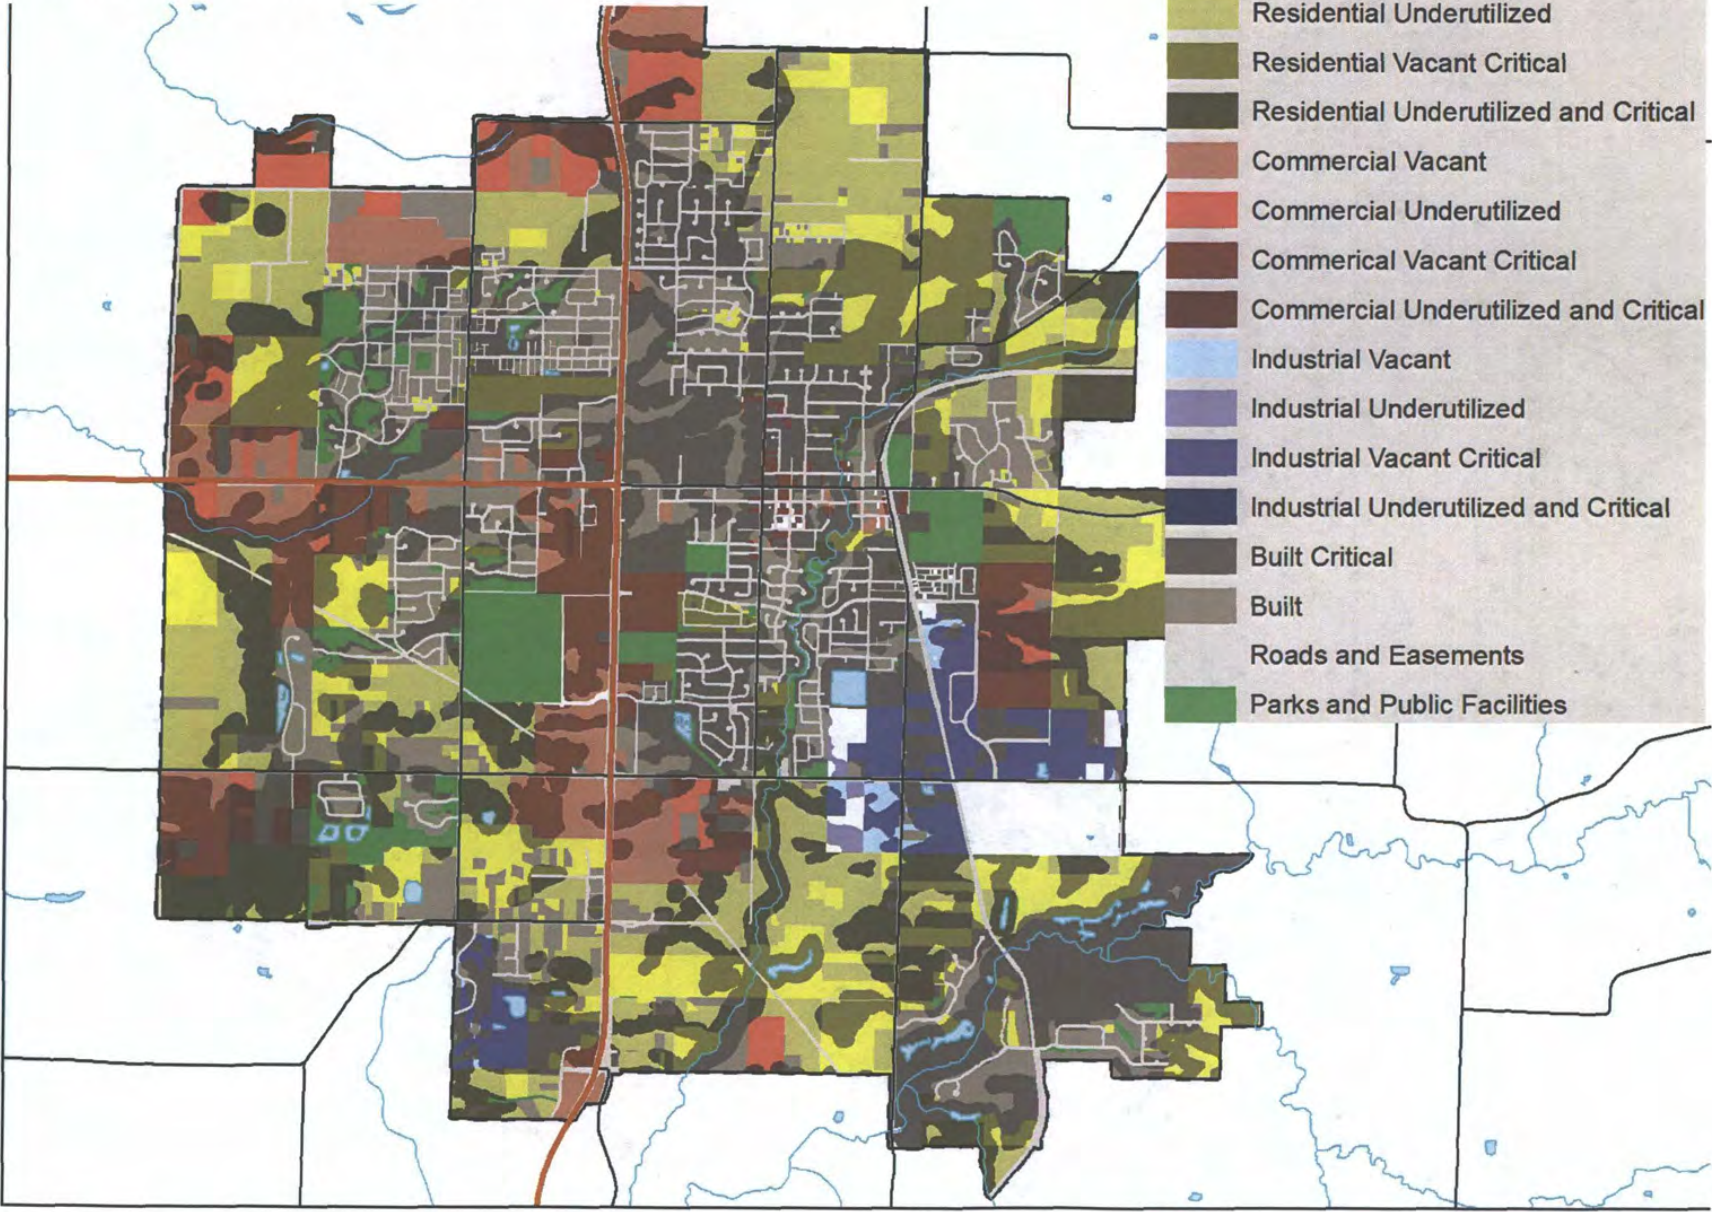 Residential Underutilized
Residential Vacant Critical
Residential Underutilized and Critical
Commercial Vacant
Commercial Underutilized
Commerical Vacant Critical
Commercial Underutilized and Critical
Industrial Vacant
Industrial Underutilized
Industrial Vacant Critical
Industrial Underutilized and Critical
Built Critical
Built
Roads and Easements
Parks and Public Facilities